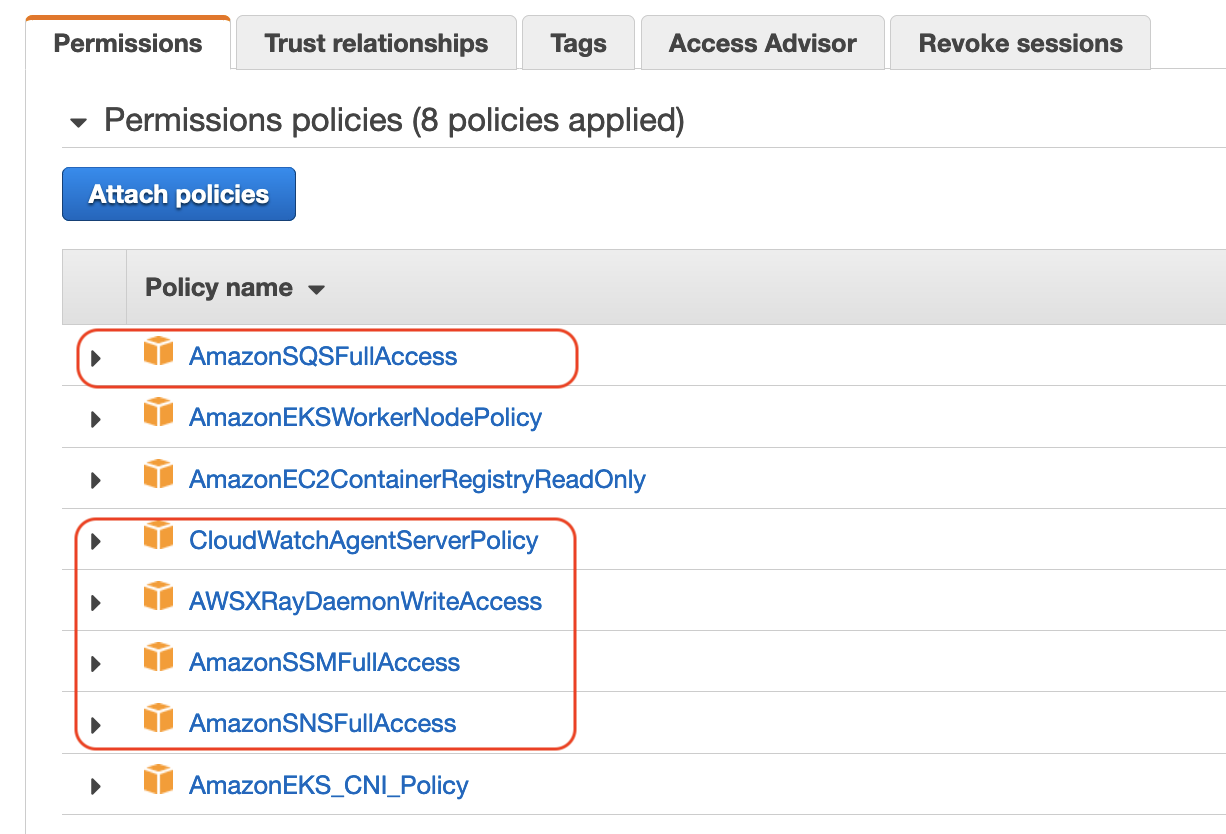 Permissions Trust relationships Tags Access Advisor Revoke sessions
Permissions policies (8 policies applied)
Attach policies
Policy name
AmazonSQSFullAccess
AmazonEKSWorkerNodePolicy
AmazonEC2ContainerRegistryReadOnly
CloudWatchAgentServerPolicy
AWSXRayDaemonWriteAccess
AmazonSSMFullAccess
AmazonSNSFullAccess
AmazonEKS_CNI_Policy